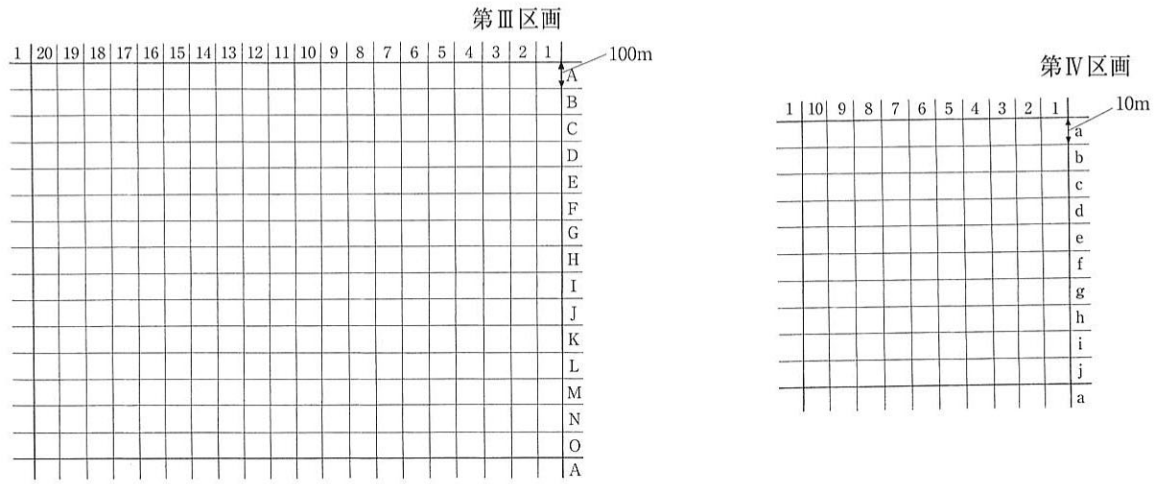 第Ⅲ区画
1 20 19 18 17 16 15 14 13 12 11 10 9 8 7 6 5 4 3 2 1
100m
A
B
C
D
E
F
G
H
I
J
K
L
M
N
O
A
第Ⅳ区画
1 10 9 8 7 6 5 4 3 2 1
10m
a
b
c
d
e
f
g
h
i
j
a